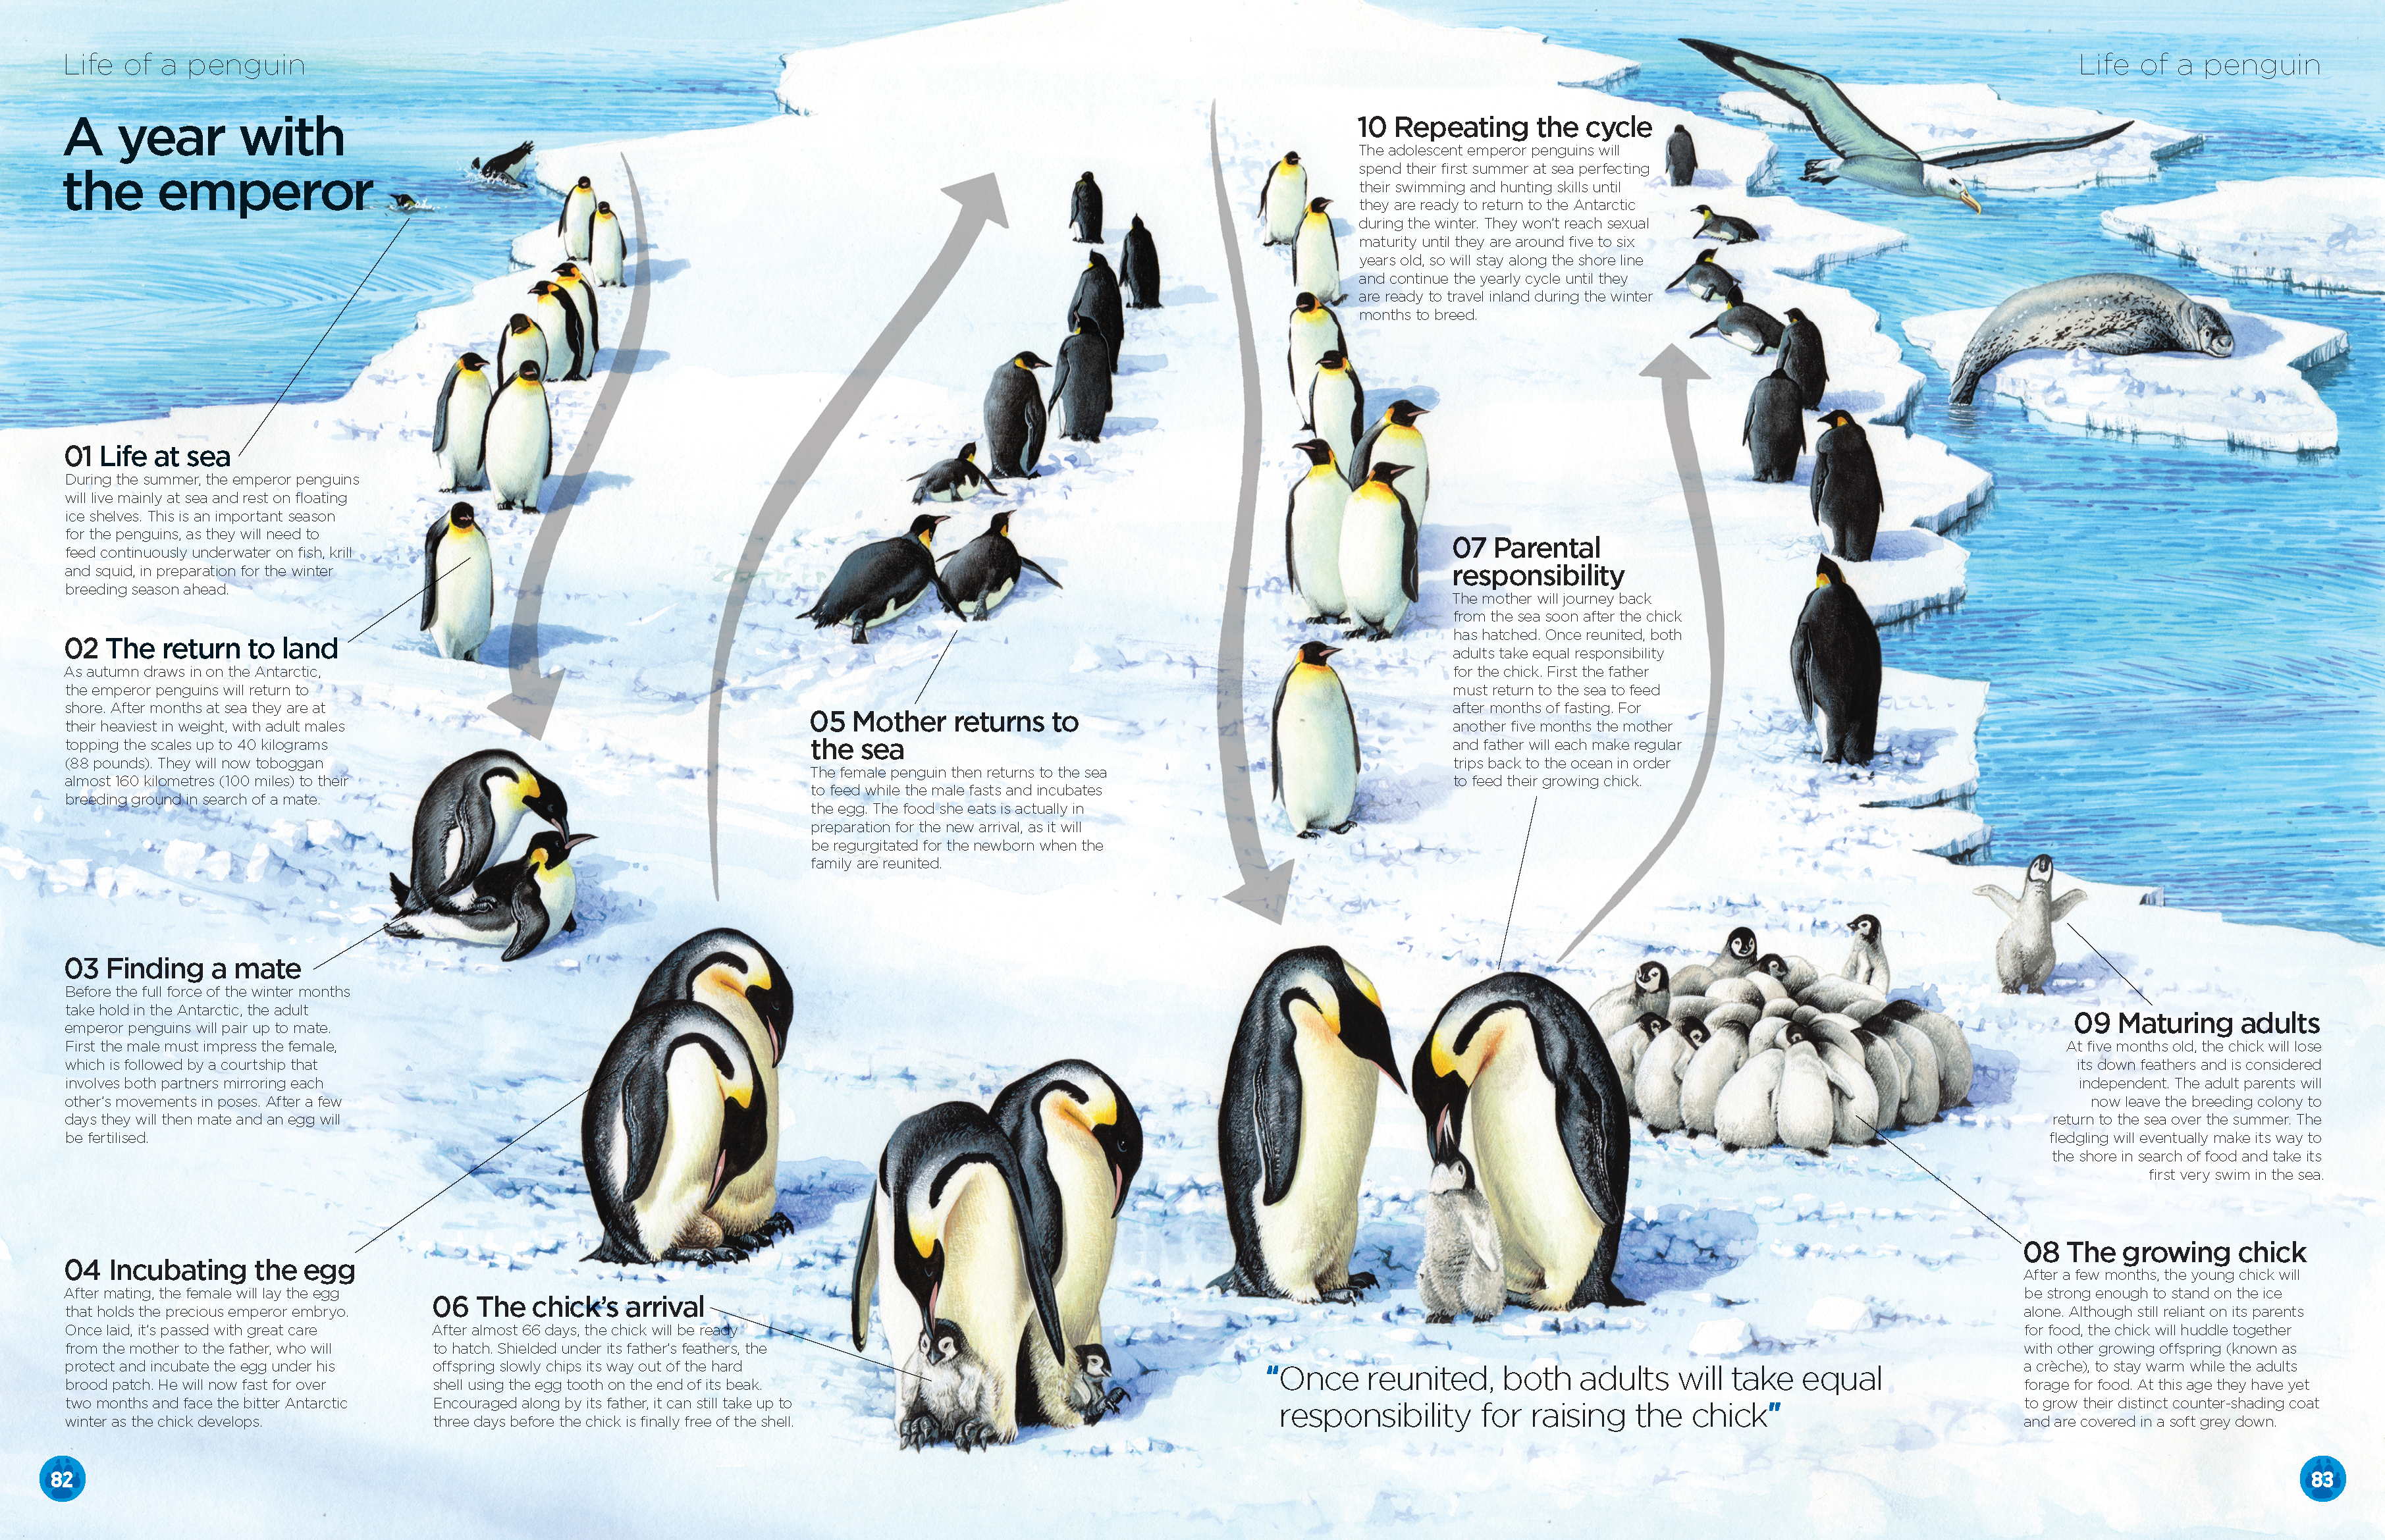 Life of a penguin
Life of a penguin
A year with
the emperor
01 Life at sea
During the summer, the emperor penguins
will live mainly at sea and rest on floating
ice shelves. This is an important season
for the penguins, as they will need to
feed continuously underwater on fish, krill
and squid, in preparation for the winter
breeding season ahead.
02 The return to land
As autumn draws in on the Antarctic,
the emperor penguins will return to
shore. After months at sea they are at
their heaviest in weight, with adult males
topping the scales up to 40 kilograms
(88 pounds). They will now toboggan
almost 160 kilometres (100 miles) to their
breeding ground in search of a mate.
03 Finding a mate
Before the full force of the winter months
take hold in the Antarctic, the adult
emperor penguins will pair up to mate.
First the male must impress the female,
which is followed by a courtship that
involves both partners mirroring each
other's movements in poses. After a few
days they will then mate and an egg will
be fertilised.
04 Incubating the egg
After mating, the female will lay the egg
that holds the precious emperor embryo.
Once laid, it's passed with great care
from the mother to the father, who will
protect and incubate the egg under his
brood patch. He will now fast for over
two months and face the bitter Antarctic
winter as the chick develops.
05 Mother returns to
the sea
The female penguin then returns to the sea
to feed while the male fasts and incubates
the egg. The food she eats is actually in
preparation for the new arrival, as it will
be regurgitated for the newborn when the
family are reunited.
06 The chick's arrival
After almost 66 days, the chick will be ready
to hatch. Shielded under its father's feathers, the
offspring slowly chips its way out of the hard
shell using the egg tooth on the end of its beak.
Encouraged along by its father, it can still take up to
three days before the chick is finally free of the shell.
07 Parental
responsibility
The mother will journey back
from the sea soon after the chick
has hatched. Once reunited, both
adults take equal responsibility
for the chick. First the father
must return to the sea to feed
after months of fasting. For
another five months the mother
and father will each make regular
trips back to the ocean in order
to feed their growing chick.
08 The growing chick
After a few months, the young chick will
be strong enough to stand on the ice
alone. Although still reliant on its parents
for food, the chick will huddle together
with other growing offspring (known as
a crèche), to stay warm while the adults
forage for food. At this age they have yet
to grow their distinct counter-shading coat
and are covered in a soft grey down.
09 Maturing adults
At five months old, the chick will lose
its down feathers and is considered
independent. The adult parents will
now leave the breeding colony to
return to the sea over the summer. The
fledgling will eventually make its way to
the shore in search of food and take its
first very swim in the sea.
10 Repeating the cycle
The adolescent emperor penguins will
spend their first summer at sea perfecting
their swimming and hunting skills until
they are ready to return to the Antarctic
during the winter. They won't reach sexual
maturity until they are around five to six
years old, so will stay along the shore line
and continue the yearly cycle until they
are ready to travel inland during the winter
months to breed.
"Once reunited, both adults will take equal
responsibility for raising the chick"
82
83